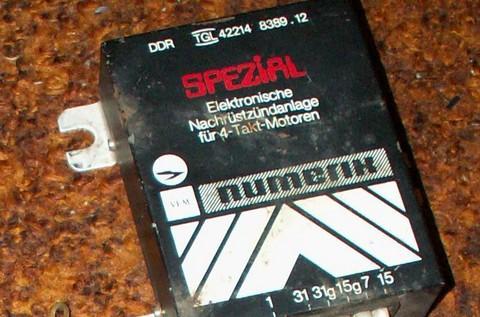 DDR TGL 42214 8389.12
SPEZIAL
Elektronische
Nachrüstzündanlage
für 4-Takt-Motoren
numerik
VEM
1 31 31g 15g 7 15